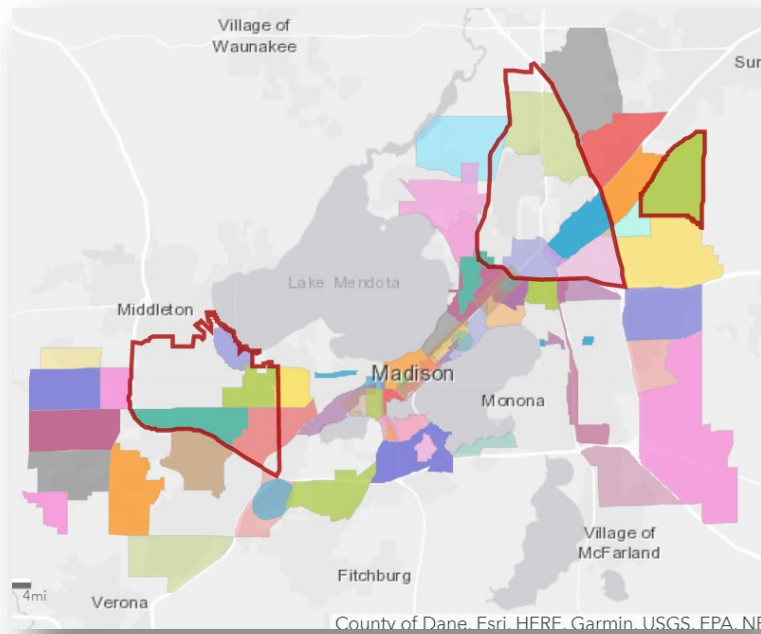 Village of
Waunakee
Sur
Lake Mendota
Middleton
Madison
Monona
Village of
McFarland
Fitchburg
4mi
Verona
County of Dane, Esri, HERE, Garmin, USGS, EPA, NP